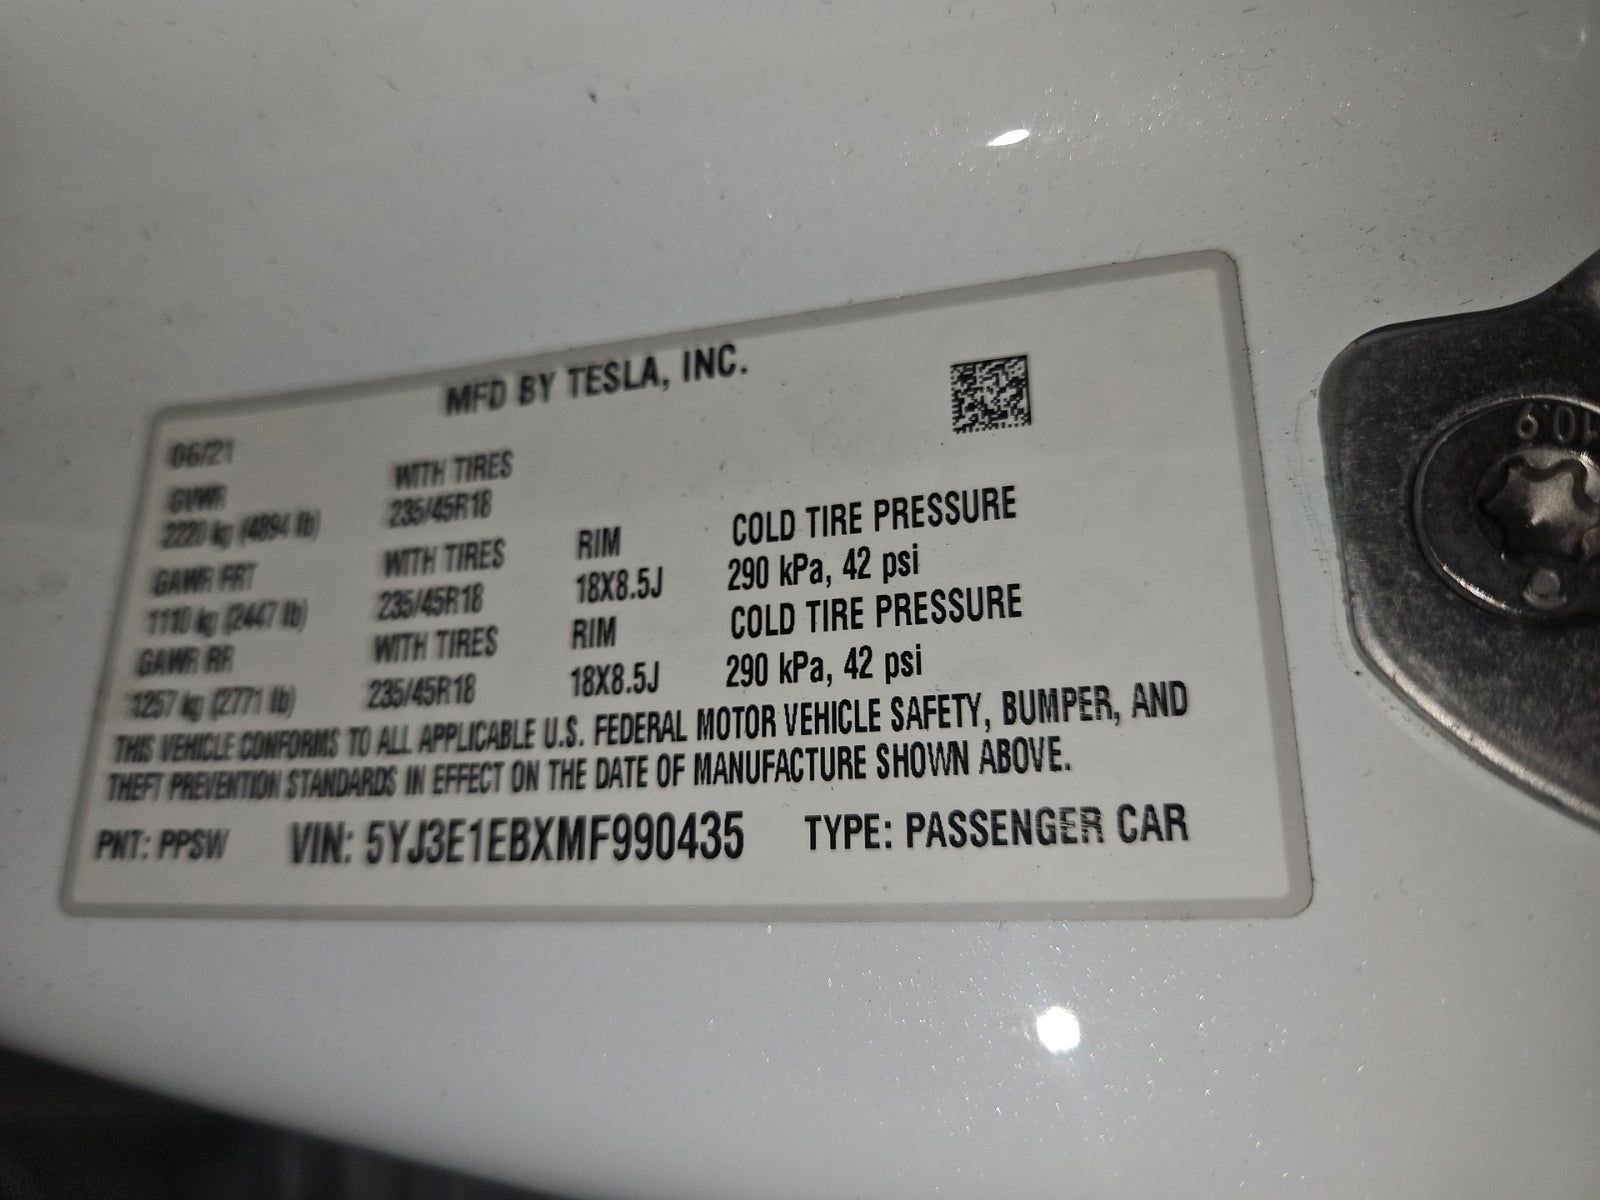 MFD BY TESLA, INC.
06/21
GVWR WITH TIRES
2220 kg (4894 lb) 235/45R18
GAWR FRT WITH TIRES RIM COLD TIRE PRESSURE
1110 kg (2447 lb) 235/45R18 18X8.5J 290 kPa, 42 psi
GAWR RR WITH TIRES RIM COLD TIRE PRESSURE
1257 kg (2771 lb) 235/45R18 18X8.5J 290 kPa, 42 psi
THIS VEHICLE CONFORMS TO ALL APPLICABLE U.S. FEDERAL MOTOR VEHICLE SAFETY, BUMPER, AND
THEFT PREVENTION STANDARDS IN EFFECT ON THE DATE OF MANUFACTURE SHOWN ABOVE.
PNT: PPSW VIN: 5YJ3E1EBXMF990435 TYPE: PASSENGER CAR
10.9